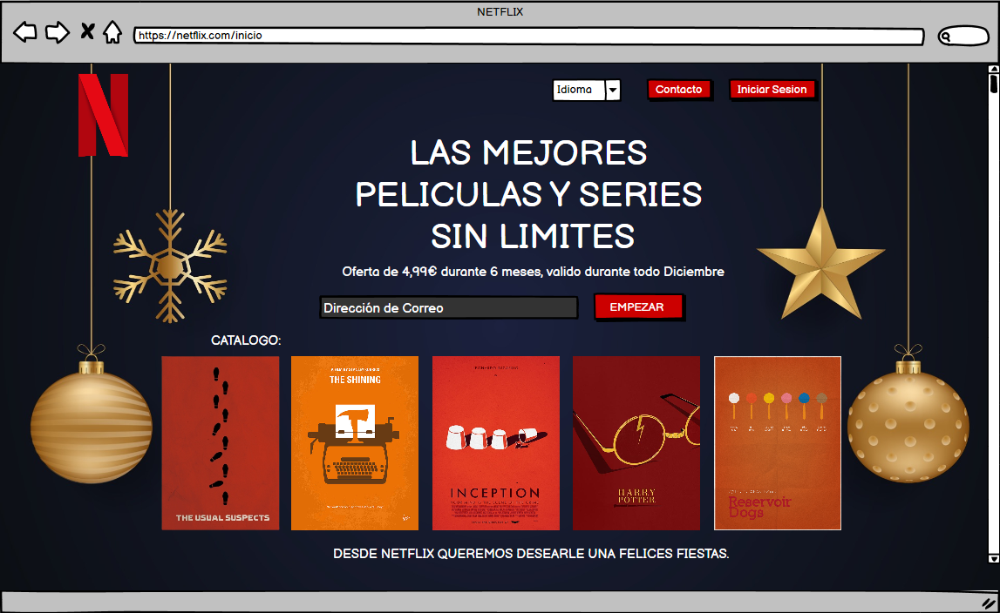 NETFLIX
https://netflix.com/inicio
Idioma
Contacto
Iniciar Sesion
LAS MEJORES
PELICULAS Y SERIES
SIN LIMITES
Oferta de 4,99€ durante 6 meses, valido durante todo Diciembre
Dirección de Correo
EMPEZAR
CATALOGO:
THE USUAL SUSPECTS
THE SHINING
INCEPTION
HARRY
POTTER
Reservoir
Dogs
DESDE NETFLIX QUEREMOS DESEARLE UNA FELICES FIESTAS.